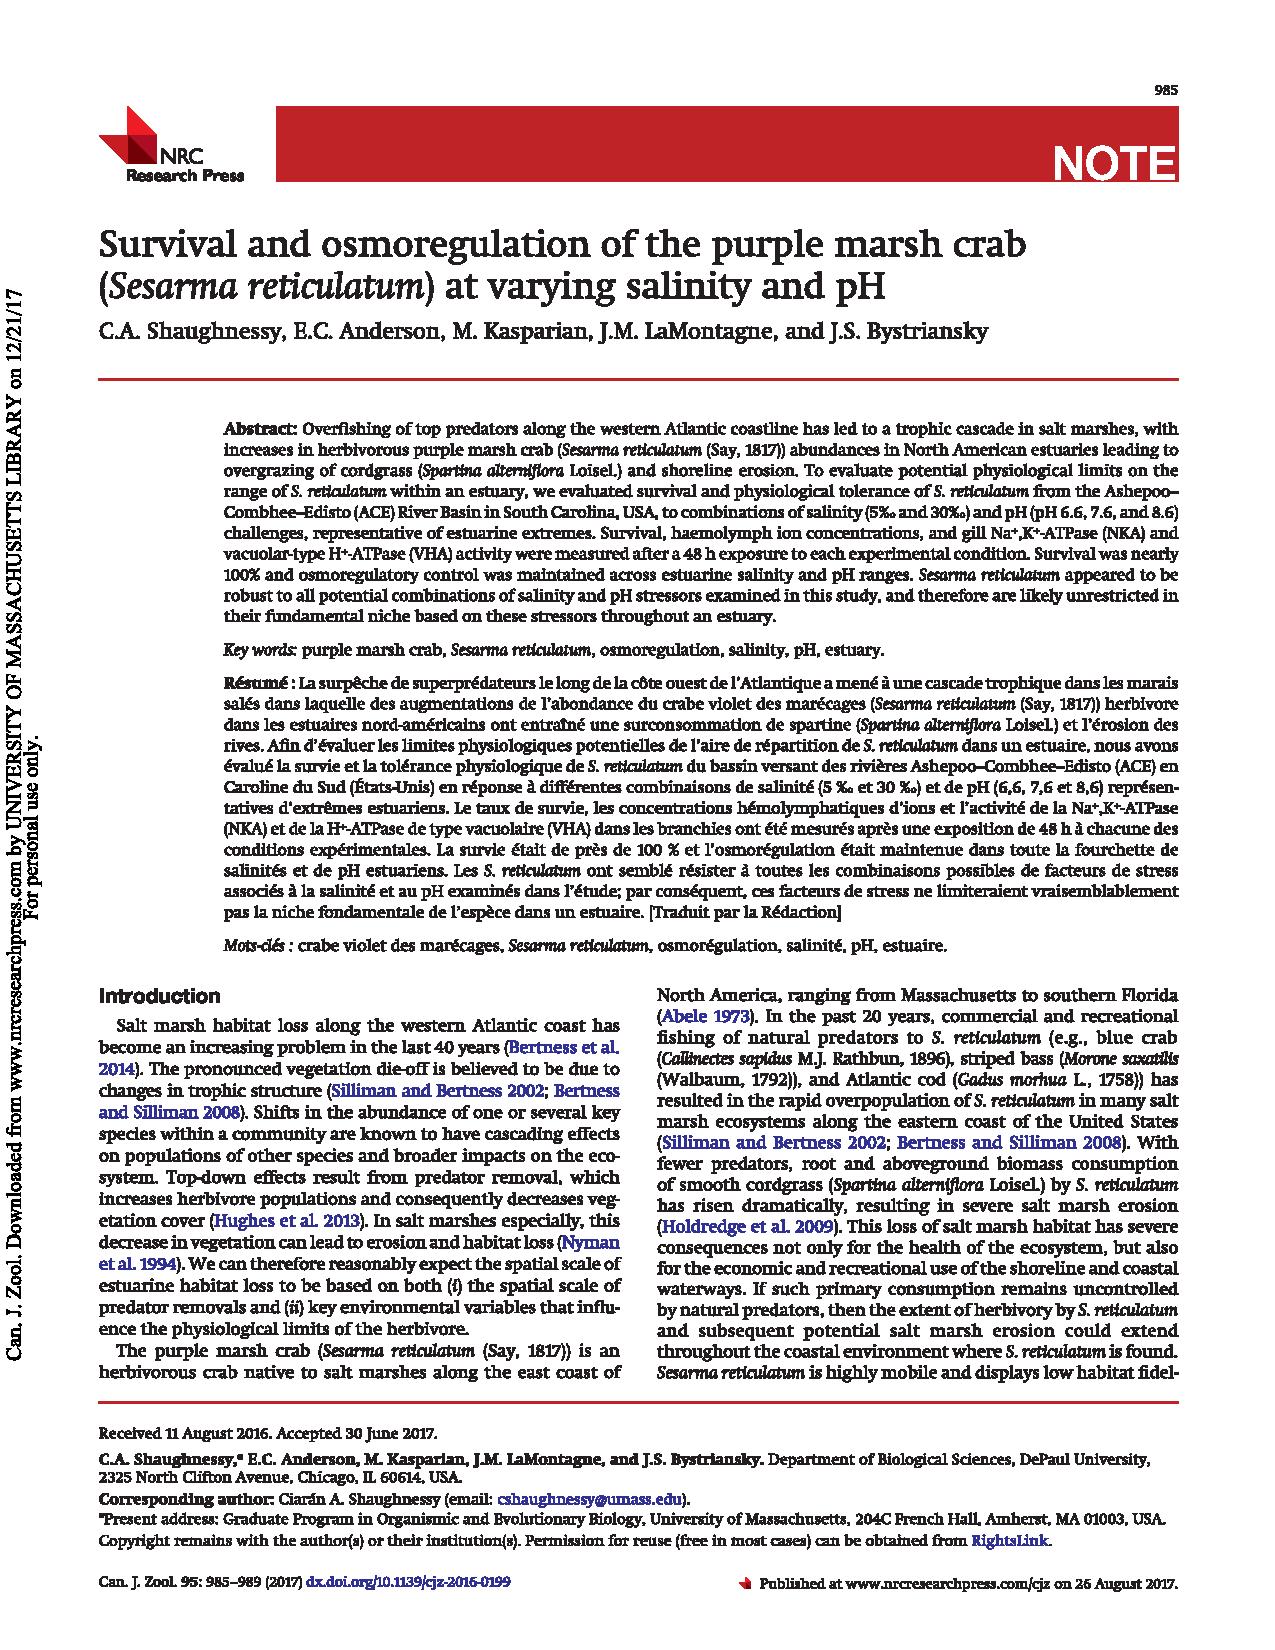 985
NRC
Research Press
NOTE
Survival and osmoregulation of the purple marsh crab
(Sesarma reticulatum) at varying salinity and pH
C.A. Shaughnessy, E.C. Anderson, M. Kasparian, J.M. LaMontagne, and J.S. Bystriansky
Abstract: Overfishing of top predators along the western Atlantic coastline has led to a trophic cascade in salt marshes, with
increases in herbivorous purple marsh crab (Sesarma reticulatum (Say, 1817)) abundances in North American estuaries leading to
overgrazing of cordgrass (Spartina alterniflora Loisel.) and shoreline erosion. To evaluate potential physiological limits on the
range of S. reticulatum within an estuary, we evaluated survival and physiological tolerance of S. reticulatum from the Ashepoo–
Combhee–Edisto (ACE) River Basin in South Carolina, USA, to combinations of salinity (5‰ and 30‰) and pH (pH 6.6, 7.6, and 8.6)
challenges, representative of estuarine extremes. Survival, haemolymph ion concentrations, and gill Na⁺,K⁺-ATPase (NKA) and
vacuolar-type H⁺-ATPase (VHA) activity were measured after a 48 h exposure to each experimental condition. Survival was nearly
100% and osmoregulatory control was maintained across estuarine salinity and pH ranges. Sesarma reticulatum appeared to be
robust to all potential combinations of salinity and pH stressors examined in this study, and therefore are likely unrestricted in
their fundamental niche based on these stressors throughout an estuary.
Key words: purple marsh crab, Sesarma reticulatum, osmoregulation, salinity, pH, estuary.
Résumé : La surpêche de superprédateurs le long de la côte ouest de l'Atlantique a mené à une cascade trophique dans les marais
salés dans laquelle des augmentations de l'abondance du crabe violet des marécages (Sesarma reticulatum (Say, 1817)) herbivore
dans les estuaires nord-américains ont entraîné une surconsommation de spartine (Spartina alterniflora Loisel.) et l'érosion des
rives. Afin d'évaluer les limites physiologiques potentielles de l'aire de répartition de S. reticulatum dans un estuaire, nous avons
évalué la survie et la tolérance physiologique de S. reticulatum du bassin versant des rivières Ashepoo–Combhee–Edisto (ACE) en
Caroline du Sud (États-Unis) en réponse à différentes combinaisons de salinité (5 ‰ et 30 ‰) et de pH (6,6, 7,6 et 8,6) représen-
tatives d'extrêmes estuariens. Le taux de survie, les concentrations hémolymphatiques d'ions et l'activité de la Na⁺,K⁺-ATPase
(NKA) et de la H⁺-ATPase de type vacuolaire (VHA) dans les branchies ont été mesurés après une exposition de 48 h à chacune des
conditions expérimentales. La survie était de près de 100 % et l'osmorégulation était maintenue dans toute la fourchette de
salinités et de pH estuariens. Les S. reticulatum ont semblé résister à toutes les combinaisons possibles de facteurs de stress
associés à la salinité et au pH examinés dans l'étude; par conséquent, ces facteurs de stress ne limiteraient vraisemblablement
pas la niche fondamentale de l'espèce dans un estuaire. [Traduit par la Rédaction]
Mots-clés : crabe violet des marécages, Sesarma reticulatum, osmorégulation, salinité, pH, estuaire.
Introduction
Salt marsh habitat loss along the western Atlantic coast has
become an increasing problem in the last 40 years (Bertness et al.
2014). The pronounced vegetation die-off is believed to be due to
changes in trophic structure (Silliman and Bertness 2002; Bertness
and Silliman 2008). Shifts in the abundance of one or several key
species within a community are known to have cascading effects
on populations of other species and broader impacts on the eco-
system. Top-down effects result from predator removal, which
increases herbivore populations and consequently decreases veg-
etation cover (Hughes et al. 2013). In salt marshes especially, this
decrease in vegetation can lead to erosion and habitat loss (Nyman
et al. 1994). We can therefore reasonably expect the spatial scale of
estuarine habitat loss to be based on both (i) the spatial scale of
predator removals and (ii) key environmental variables that influ-
ence the physiological limits of the herbivore.
The purple marsh crab (Sesarma reticulatum (Say, 1817)) is an
herbivorous crab native to salt marshes along the east coast of
North America, ranging from Massachusetts to southern Florida
(Abele 1973). In the past 20 years, commercial and recreational
fishing of natural predators to S. reticulatum (e.g., blue crab
(Callinectes sapidus M.J. Rathbun, 1896), striped bass (Morone saxatilis
(Walbaum, 1792)), and Atlantic cod (Gadus morhua L., 1758)) has
resulted in the rapid overpopulation of S. reticulatum in many salt
marsh ecosystems along the eastern coast of the United States
(Silliman and Bertness 2002; Bertness and Silliman 2008). With
fewer predators, root and aboveground biomass consumption
of smooth cordgrass (Spartina alterniflora Loisel.) by S. reticulatum
has risen dramatically, resulting in severe salt marsh erosion
(Holdredge et al. 2009). This loss of salt marsh habitat has severe
consequences not only for the health of the ecosystem, but also
for the economic and recreational use of the shoreline and coastal
waterways. If such primary consumption remains uncontrolled
by natural predators, then the extent of herbivory by S. reticulatum
and subsequent potential salt marsh erosion could extend
throughout the coastal environment where S. reticulatum is found.
Sesarma reticulatum is highly mobile and displays low habitat fidel-
Received 11 August 2016. Accepted 30 June 2017.
C.A. Shaughnessy,* E.C. Anderson, M. Kasparian, J.M. LaMontagne, and J.S. Bystriansky. Department of Biological Sciences, DePaul University,
2325 North Clifton Avenue, Chicago, IL 60614, USA.
Corresponding author: Ciarán A. Shaughnessy (email: cshaughnessy@umass.edu).
*Present address: Graduate Program in Organismic and Evolutionary Biology, University of Massachusetts, 204C French Hall, Amherst, MA 01003, USA.
Copyright remains with the author(s) or their institution(s). Permission for reuse (free in most cases) can be obtained from RightsLink.
Can. J. Zool. 95: 985–989 (2017) dx.doi.org/10.1139/cjz-2016-0199
Published at www.nrcresearchpress.com/cjz on 26 August 2017.
Can. J. Zool. Downloaded from www.nrcresearchpress.com by UNIVERSITY OF MASSACHUSETTS LIBRARY on 12/21/17
For personal use only.